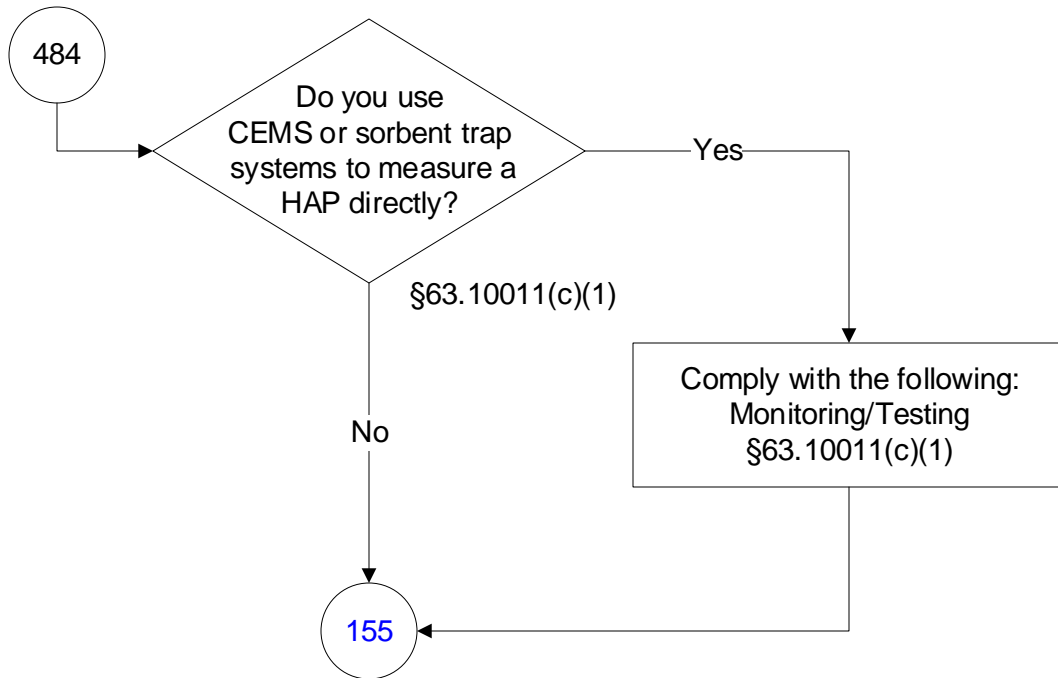 484
Do you use
CEMS or sorbent trap
systems to measure a
HAP directly?
Yes
§63.10011(c)(1)
Comply with the following:
Monitoring/Testing
§63.10011(c)(1)
No
155